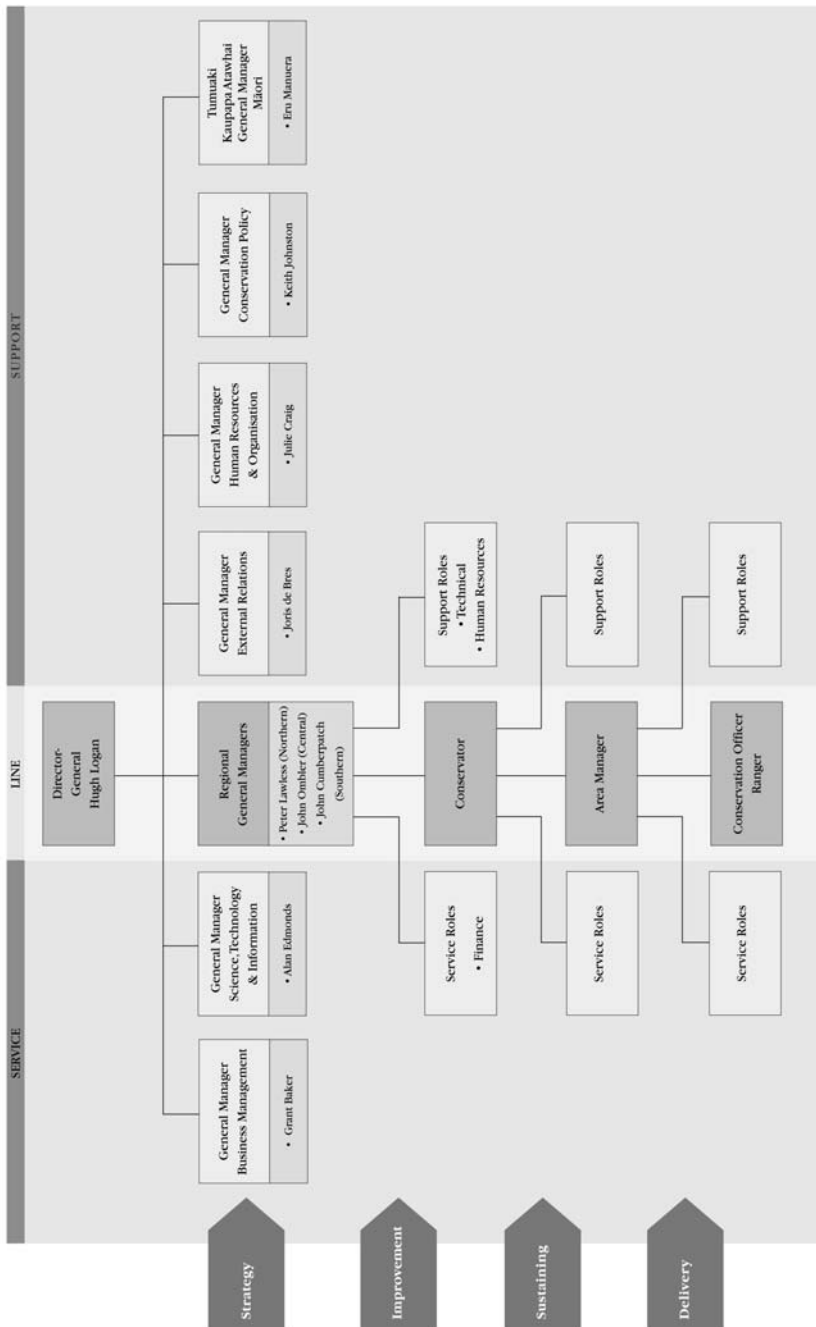 SERVICE
LINE
SUPPORT
Director-
General
Hugh Logan
Strategy
General Manager
Business Management
• Grant Baker
General Manager
Science, Technology
& Information
• Alan Edmonds
Regional
General Managers
• Peter Lawless (Northern)
• John Ombler (Central)
• John Cumberpatch
(Southern)
General Manager
External Relations
• Joris de Bres
General Manager
Human Resources
& Organisation
• Julie Craig
General Manager
Conservation Policy
• Keith Johnston
Tumuaki
Kaupapa Atawhai
General Manager
Māori
• Eru Manuera
Improvement
Service Roles
• Finance
Conservator
Support Roles
• Technical
• Human Resources
Sustaining
Service Roles
Area Manager
Support Roles
Delivery
Service Roles
Conservation Officer
Ranger
Support Roles